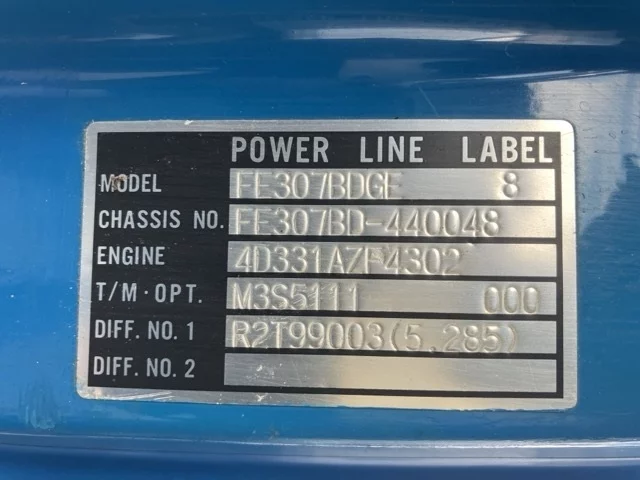 POWER LINE LABEL
MODEL FE307BDGE 8
CHASSIS NO. FE307BD-440048
ENGINE 4D331AZF4302
T/M·OPT. M3S5111 000
DIFF. NO. 1 R2T99003(5.285)
DIFF. NO. 2